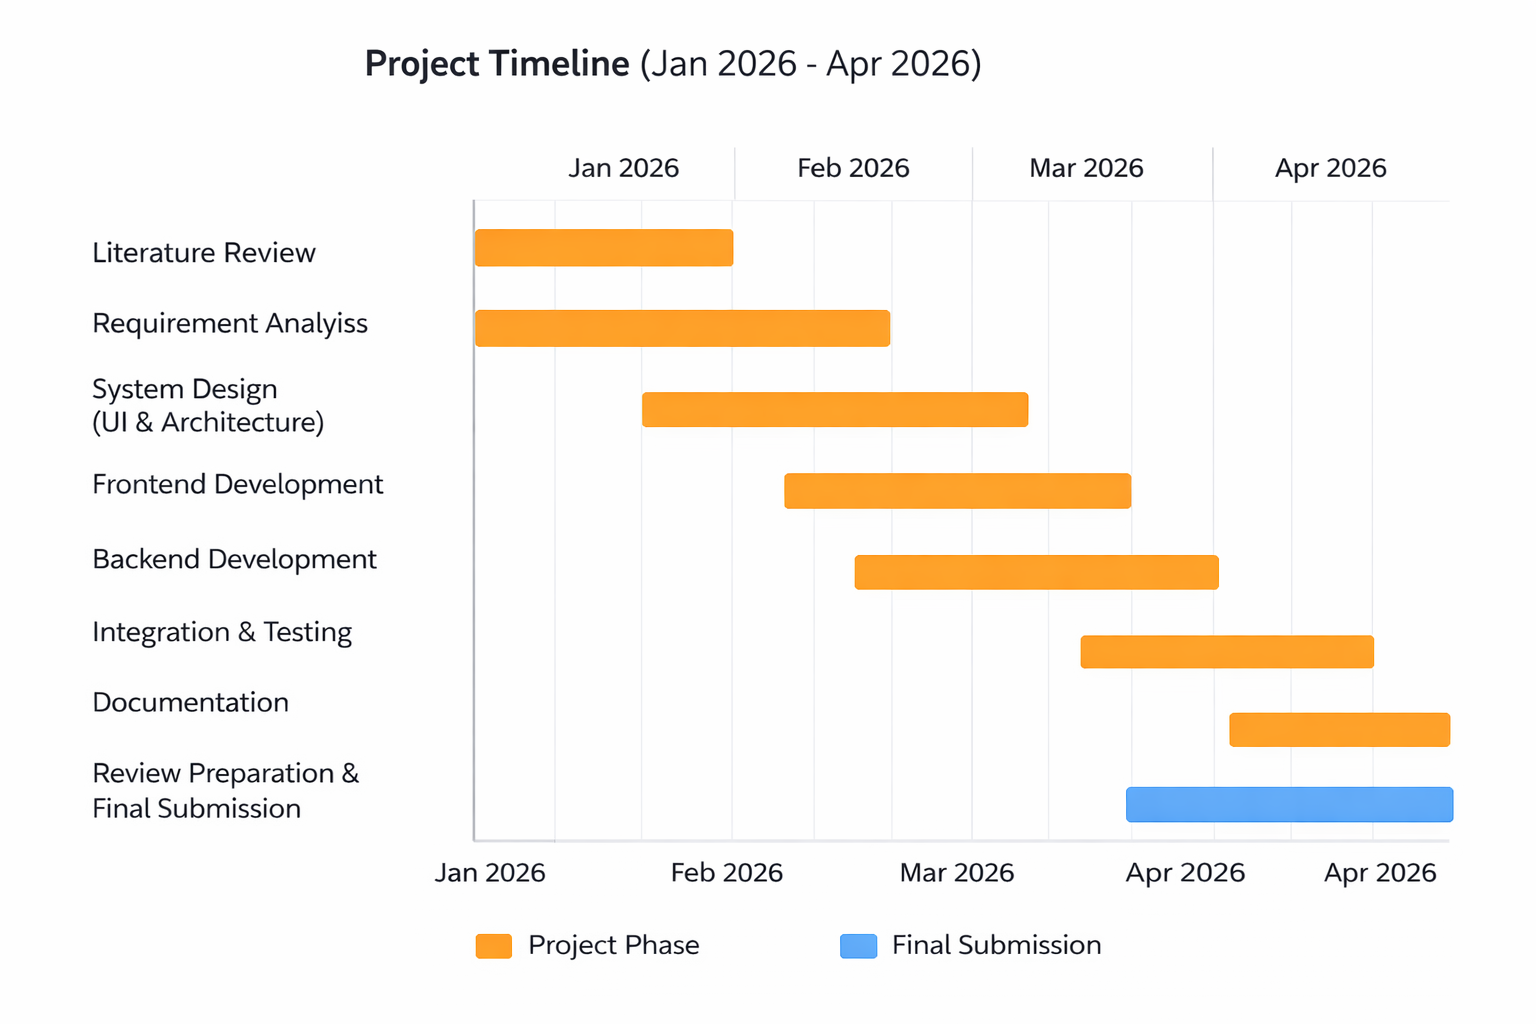 Project Timeline (Jan 2026 - Apr 2026)
Jan 2026 Feb 2026 Mar 2026 Apr 2026
Literature Review
Requirement Analyiss
System Design
(UI & Architecture)
Frontend Development
Backend Development
Integration & Testing
Documentation
Review Preparation &
Final Submission
Jan 2026 Feb 2026 Mar 2026 Apr 2026 Apr 2026
Project Phase Final Submission